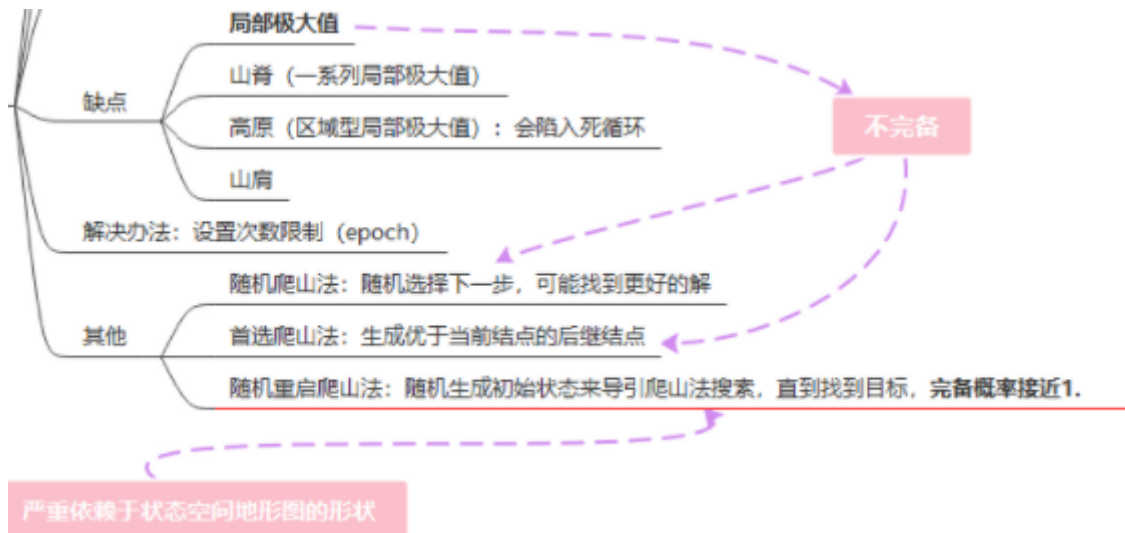 局部极大值
山脊（一系列局部极大值）
缺点
高原（区域型局部极大值）：会陷入死循环
不完备
山肩
解决办法：设置次数限制（epoch）
随机爬山法：随机选择下一步，可能找到更好的解
其他
首选爬山法：生成优于当前结点的后继结点
随机重启爬山法：随机生成初始状态来导引爬山法搜索，直到找到目标，完备概率接近1.
严重依赖于状态空间地形图的形状